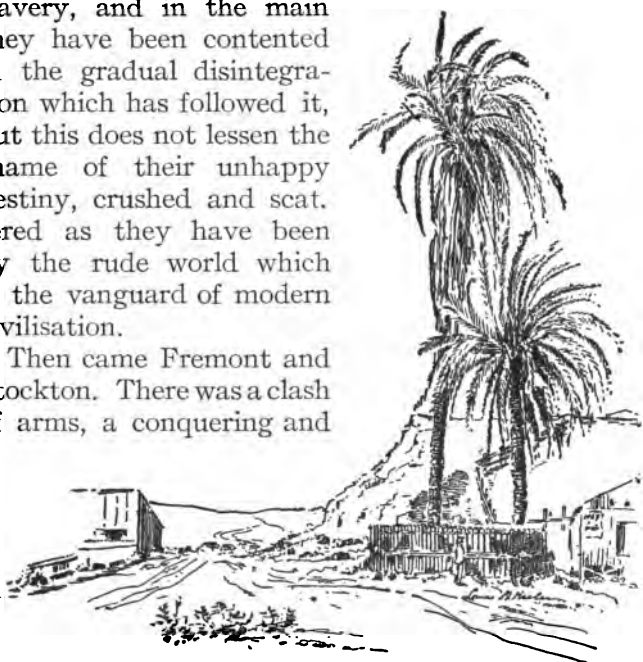 avery, and in the main
ey have been contented
the gradual disintegra-
on which has followed it,
ut this does not lessen the
ame of their unhappy
estiny, crushed and scat.
red as they have been
y the rude world which
the vanguard of modern
vilisation.
Then came Fremont and
tockton. There was a clash
f arms, a conquering and